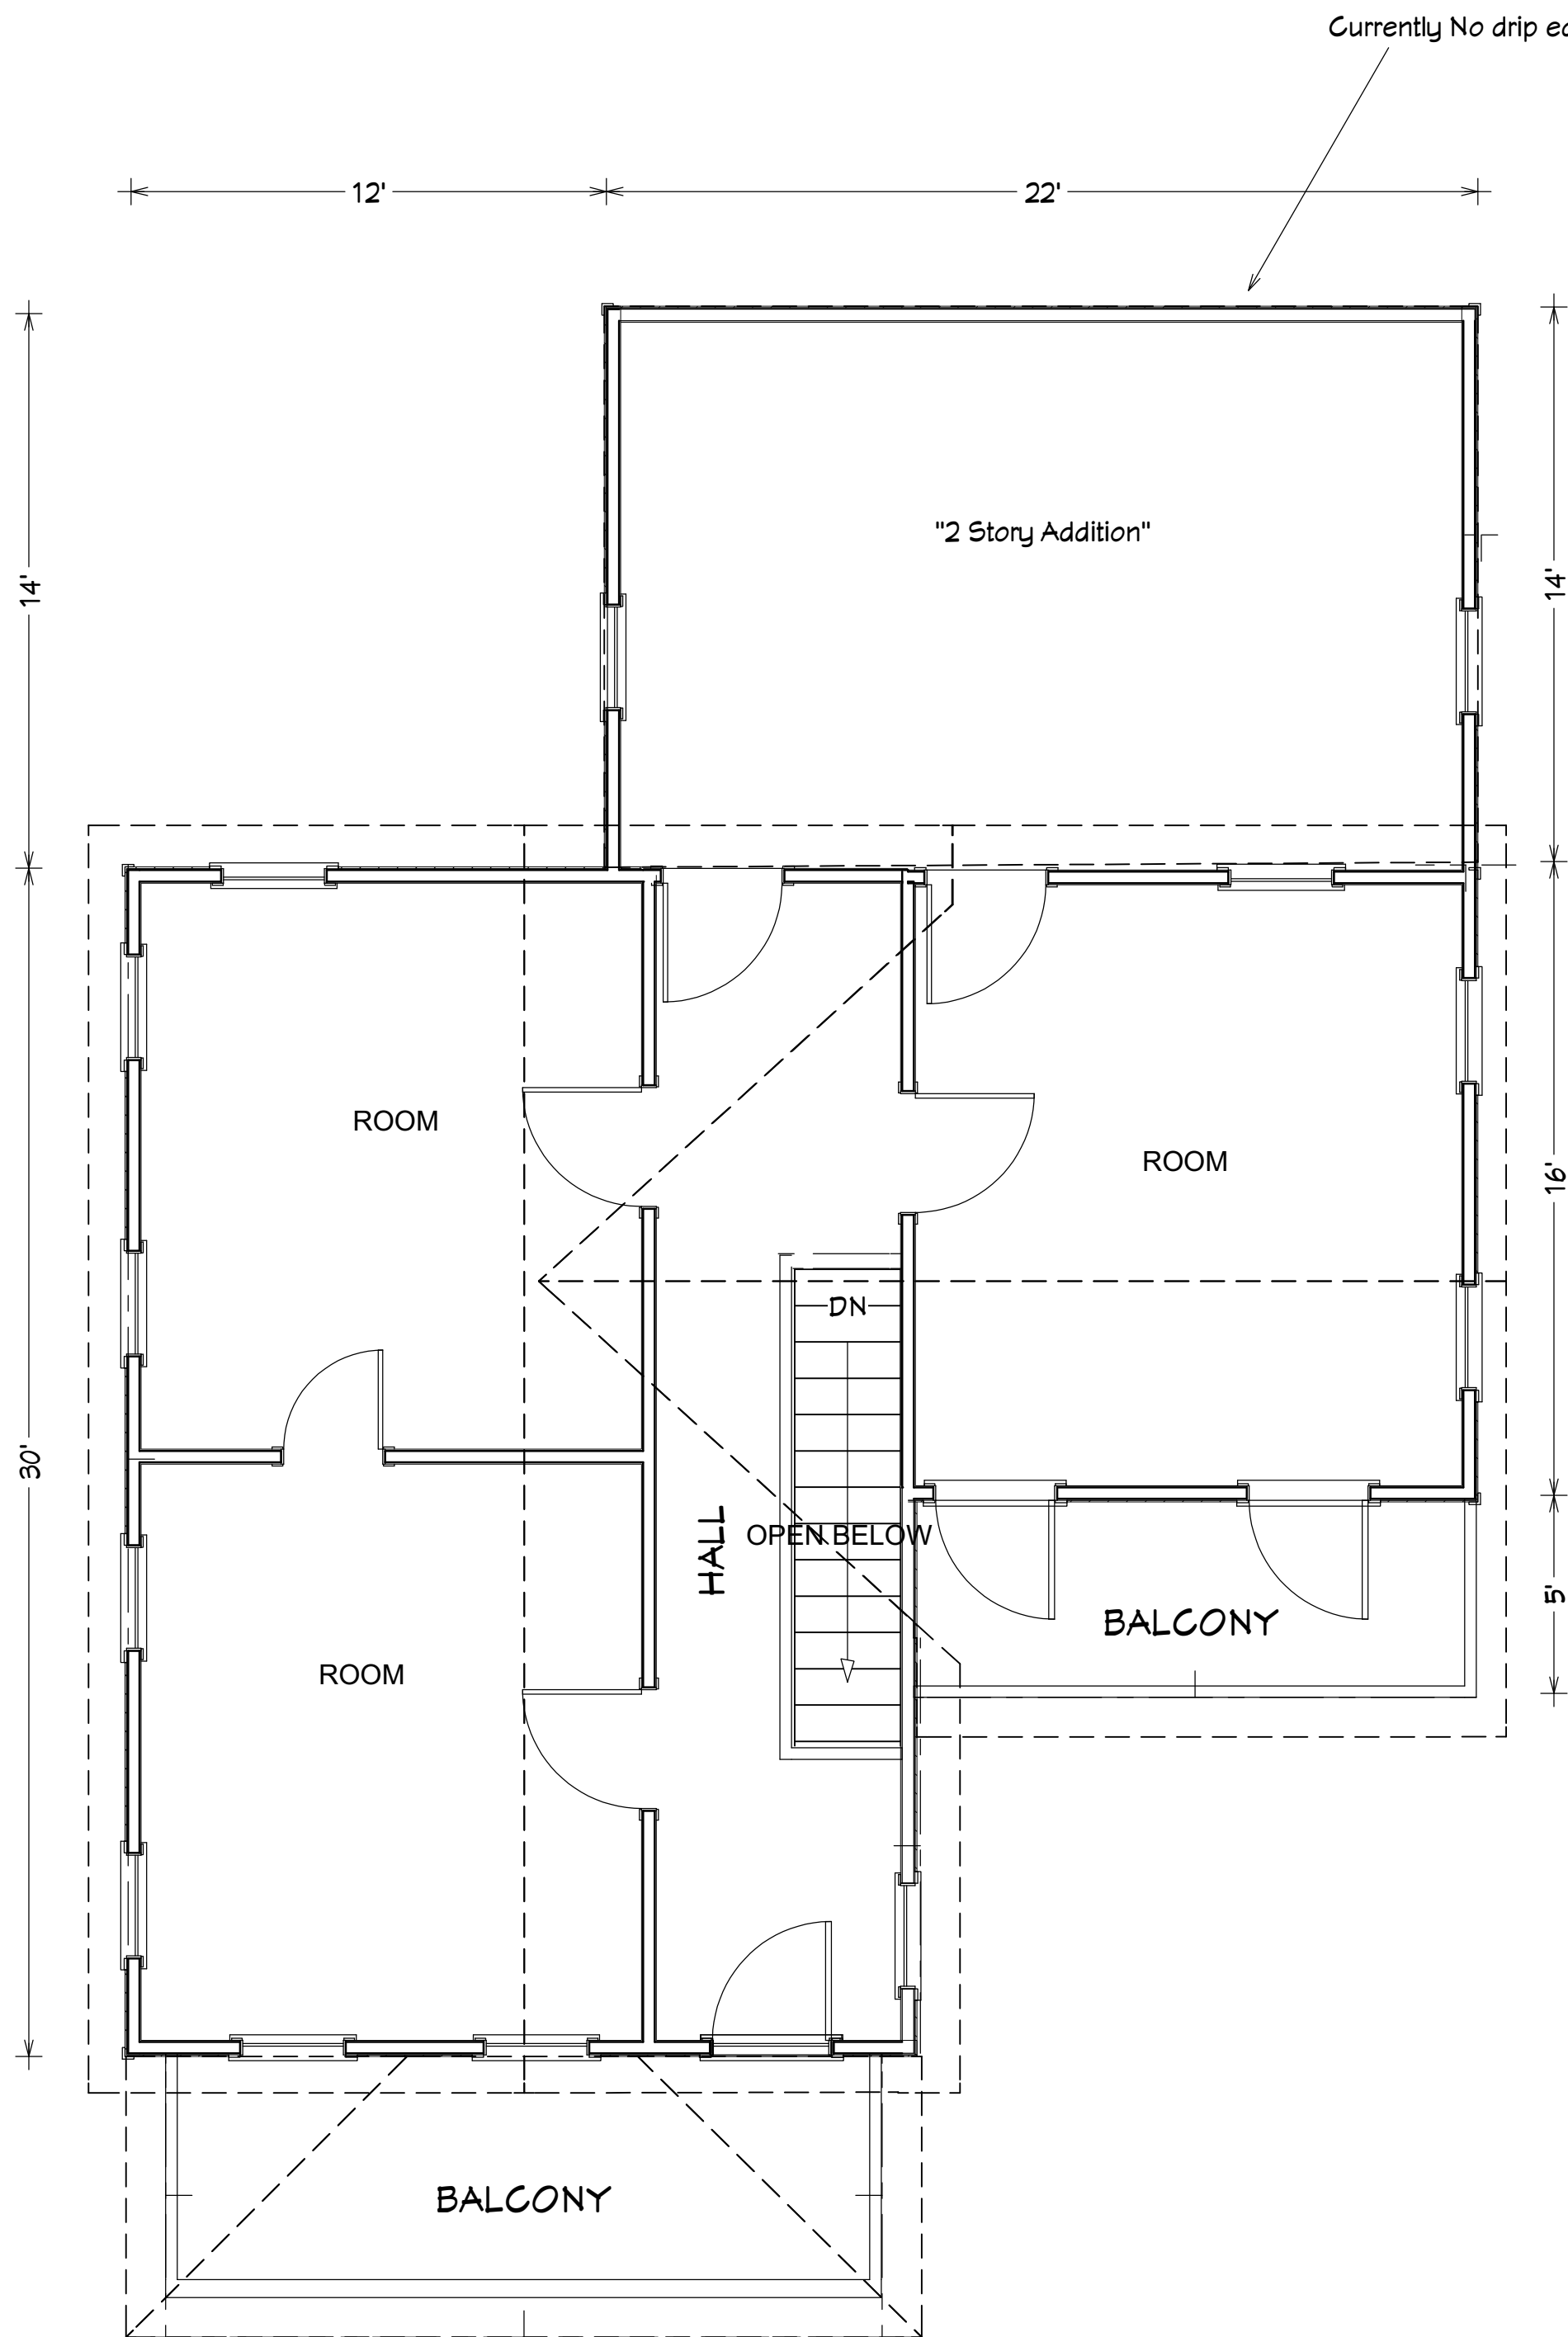 Currently No drip
12'
22'
"2 Story Addition"
14'
14'
ROOM
ROOM
16'
DN
30'
HALL
OPEN BELOW
BALCONY
5'
ROOM
BALCONY